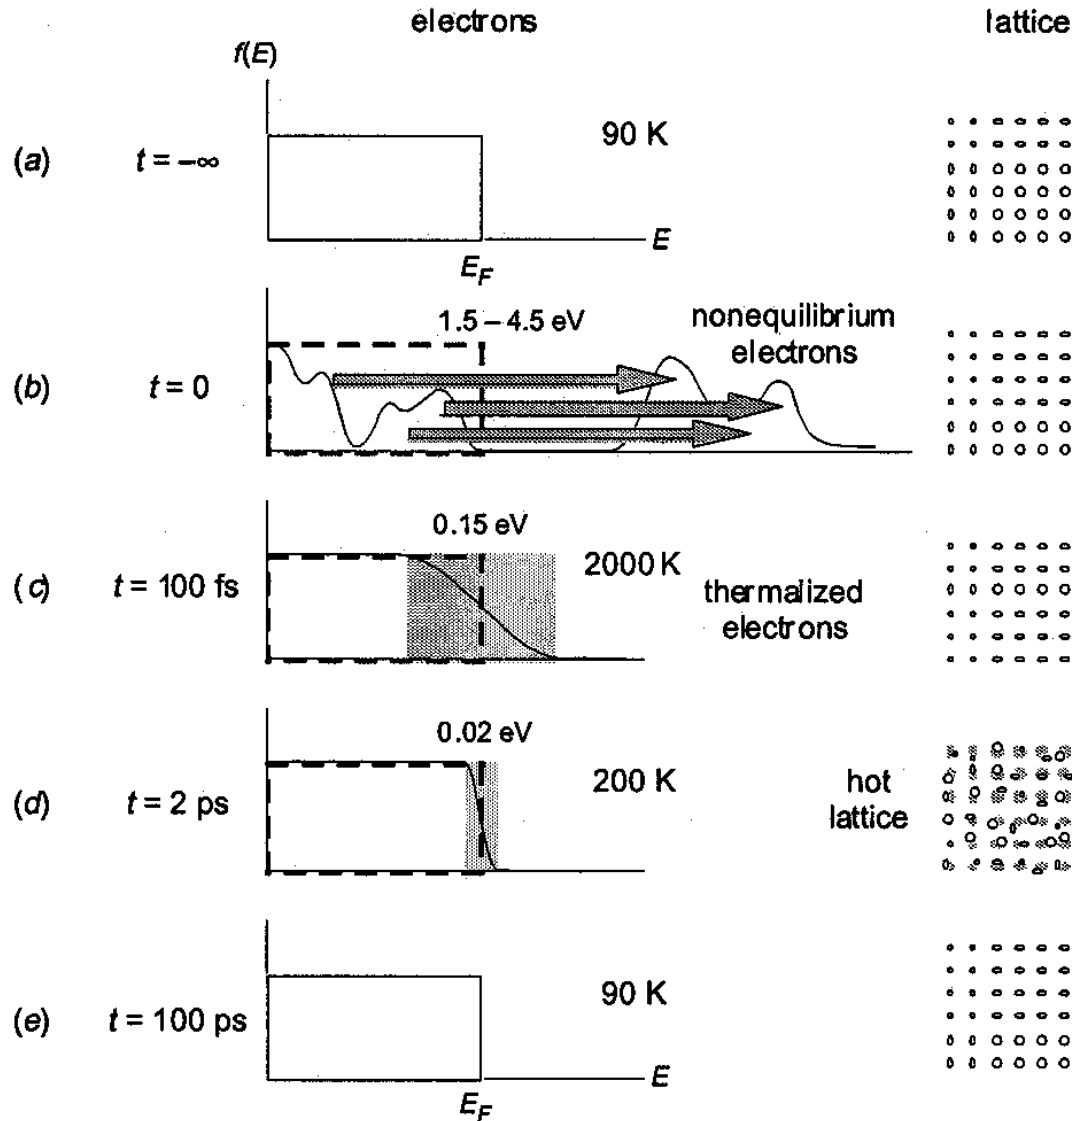 electrons lattice
f(E)
(a) t = −∞ 90 K
E
E_F
1.5 – 4.5 eV nonequilibrium
electrons
(b) t = 0
0.15 eV
(c) t = 100 fs 2000 K thermalized
electrons
0.02 eV
(d) t = 2 ps 200 K hot
lattice
(e) t = 100 ps 90 K
E
E_F